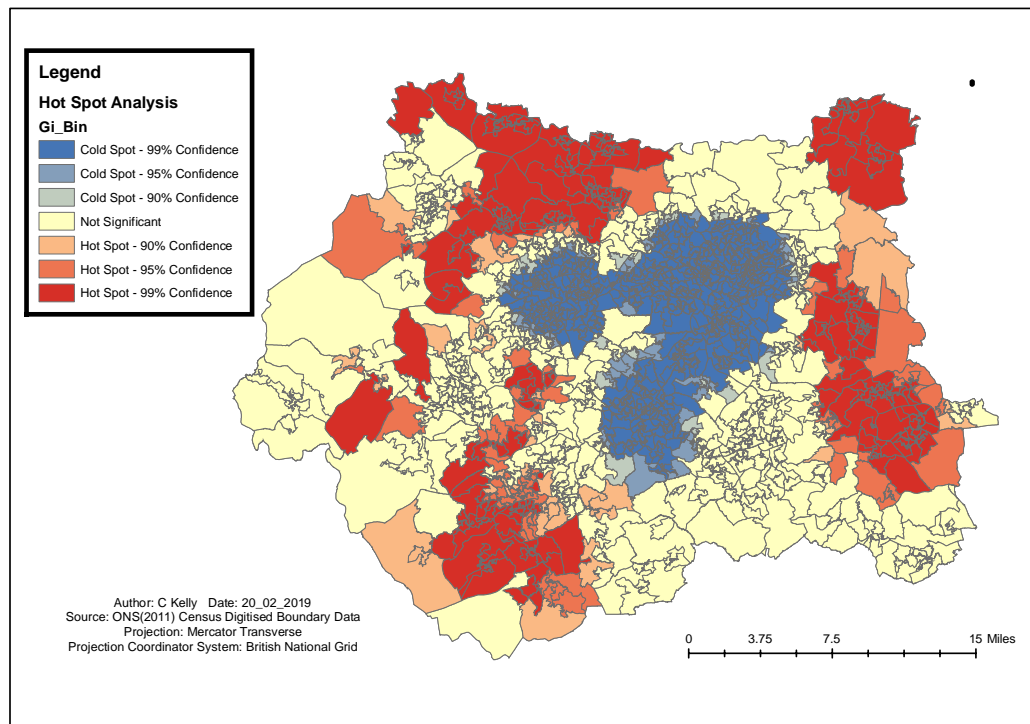 Legend
Hot Spot Analysis
Gi_Bin
Cold Spot - 99% Confidence
Cold Spot - 95% Confidence
Cold Spot - 90% Confidence
Not Significant
Hot Spot - 90% Confidence
Hot Spot - 95% Confidence
Hot Spot - 99% Confidence
Author: C Kelly Date: 20_02_2019
Source: ONS(2011) Census Digitised Boundary Data
Projection: Mercator Transverse
Projection Coordinator System: British National Grid
0 3.75 7.5 15 Miles